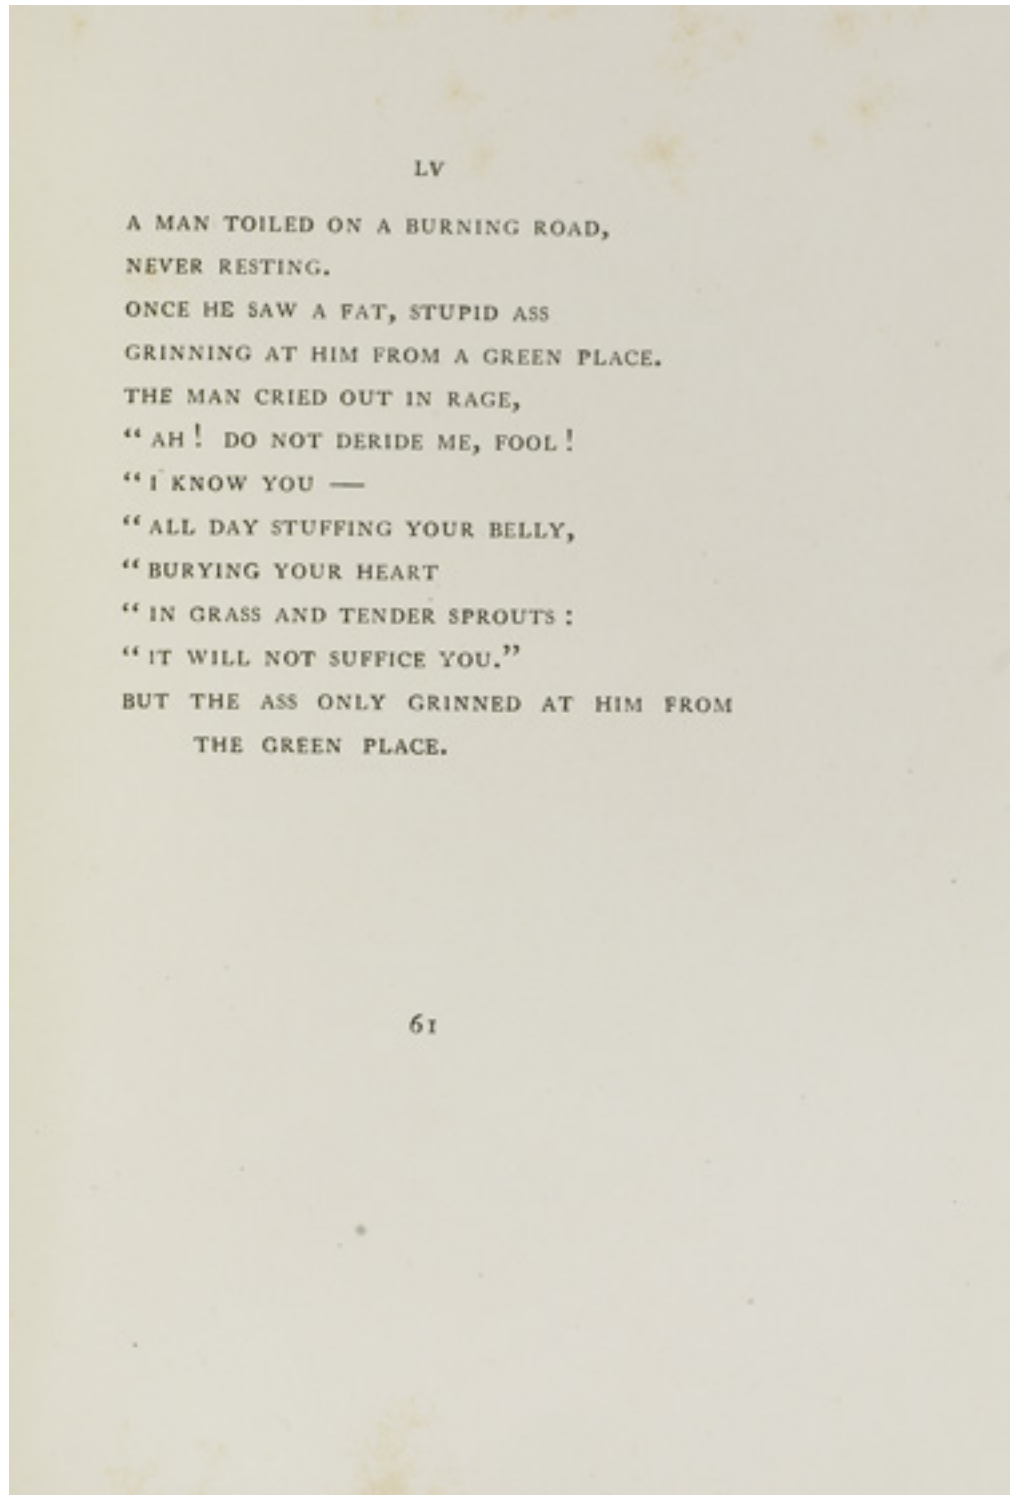 LV
A MAN TOILED ON A BURNING ROAD,
NEVER RESTING.
ONCE HE SAW A FAT, STUPID ASS
GRINNING AT HIM FROM A GREEN PLACE.
THE MAN CRIED OUT IN RAGE,
“ AH ! DO NOT DERIDE ME, FOOL !
“ I KNOW YOU —
“ ALL DAY STUFFING YOUR BELLY,
“ BURYING YOUR HEART
“ IN GRASS AND TENDER SPROUTS :
“ IT WILL NOT SUFFICE YOU.”
BUT THE ASS ONLY GRINNED AT HIM FROM
THE GREEN PLACE.
61